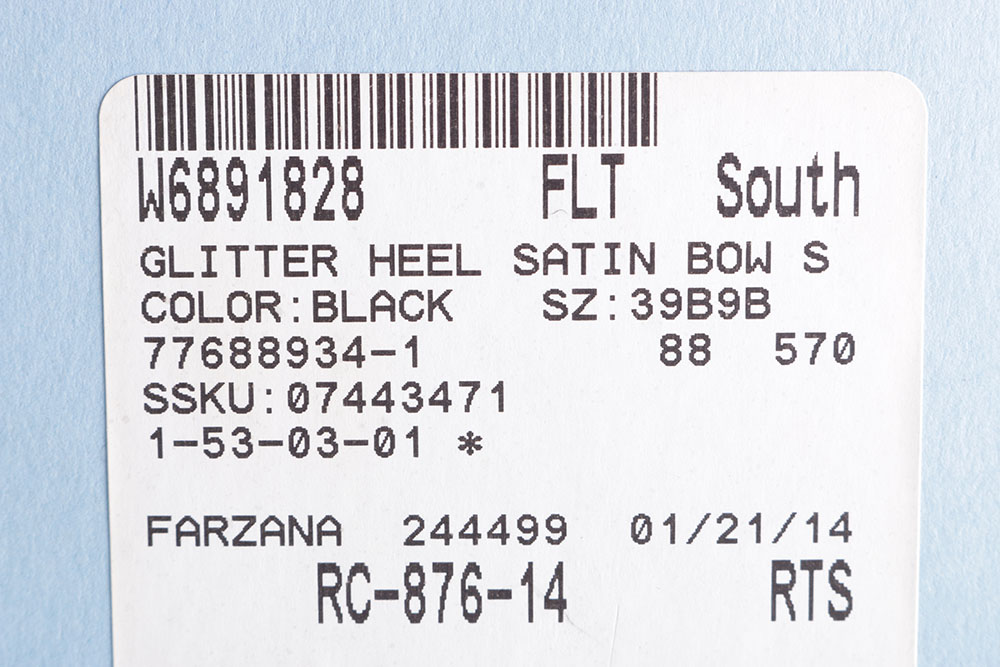 W6891828 FLT South
GLITTER HEEL SATIN BOW S
COLOR:BLACK SZ:39B9B
77688934-1 88 570
SSKU:07443471
1-53-03-01 *
FARZANA 244499 01/21/14
RC-876-14 RTS